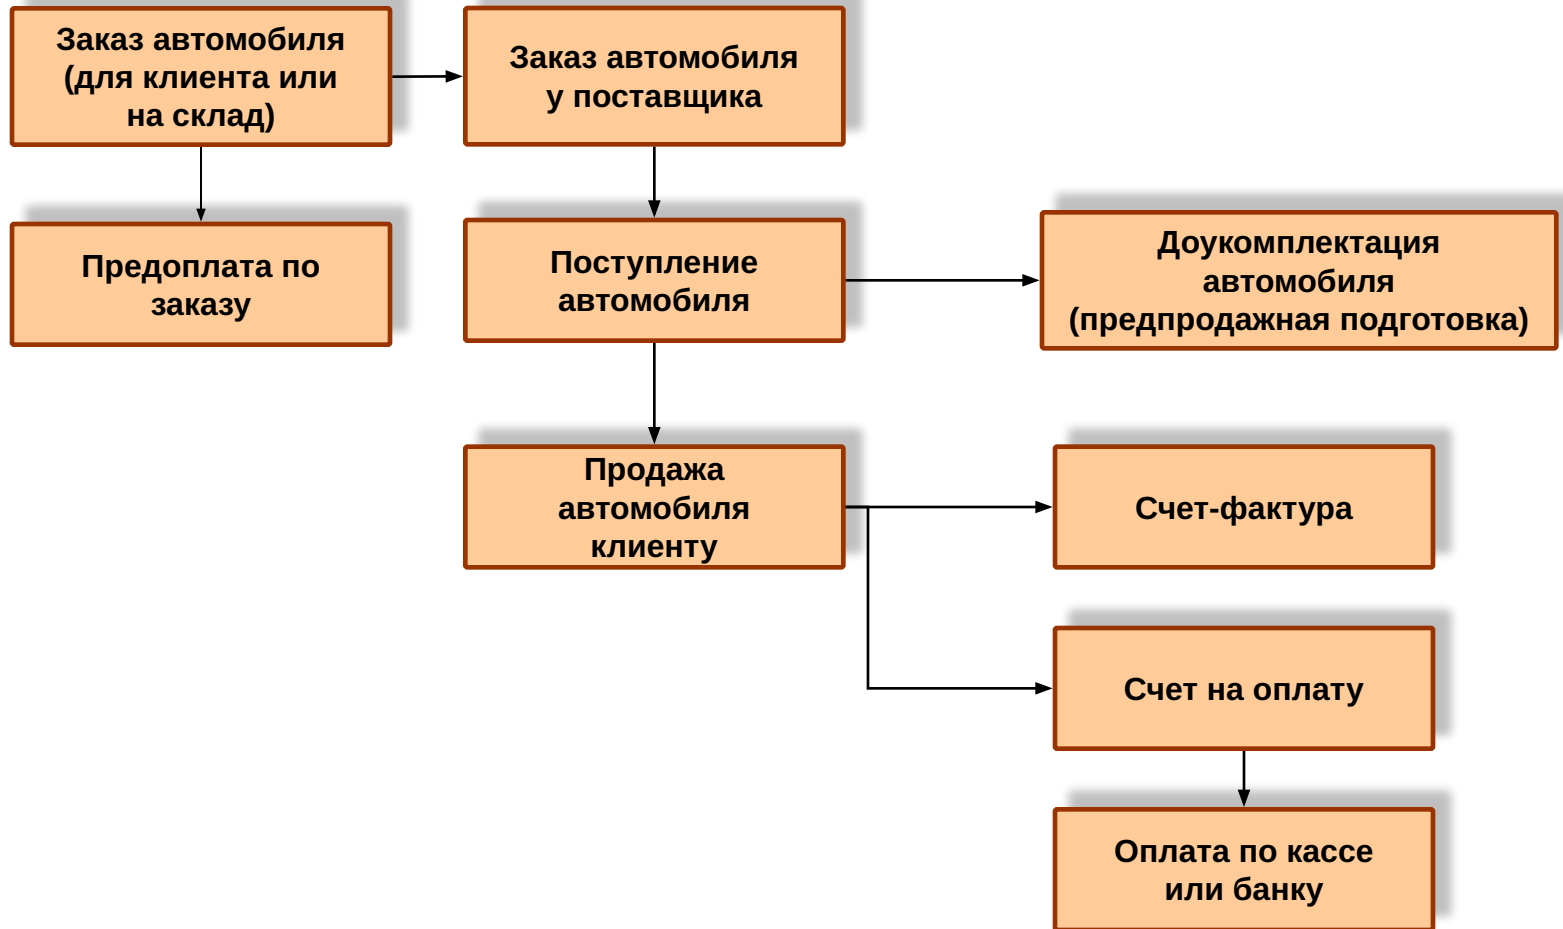 Заказ автомобиля
(для клиента или
на склад)
Заказ автомобиля
у поставщика
Предоплата по
заказу
Поступление
автомобиля
Доукомплектация
автомобиля
(предпродажная подготовка)
Продажа
автомобиля
клиенту
Счет-фактура
Счет на оплату
Оплата по кассе
или банку